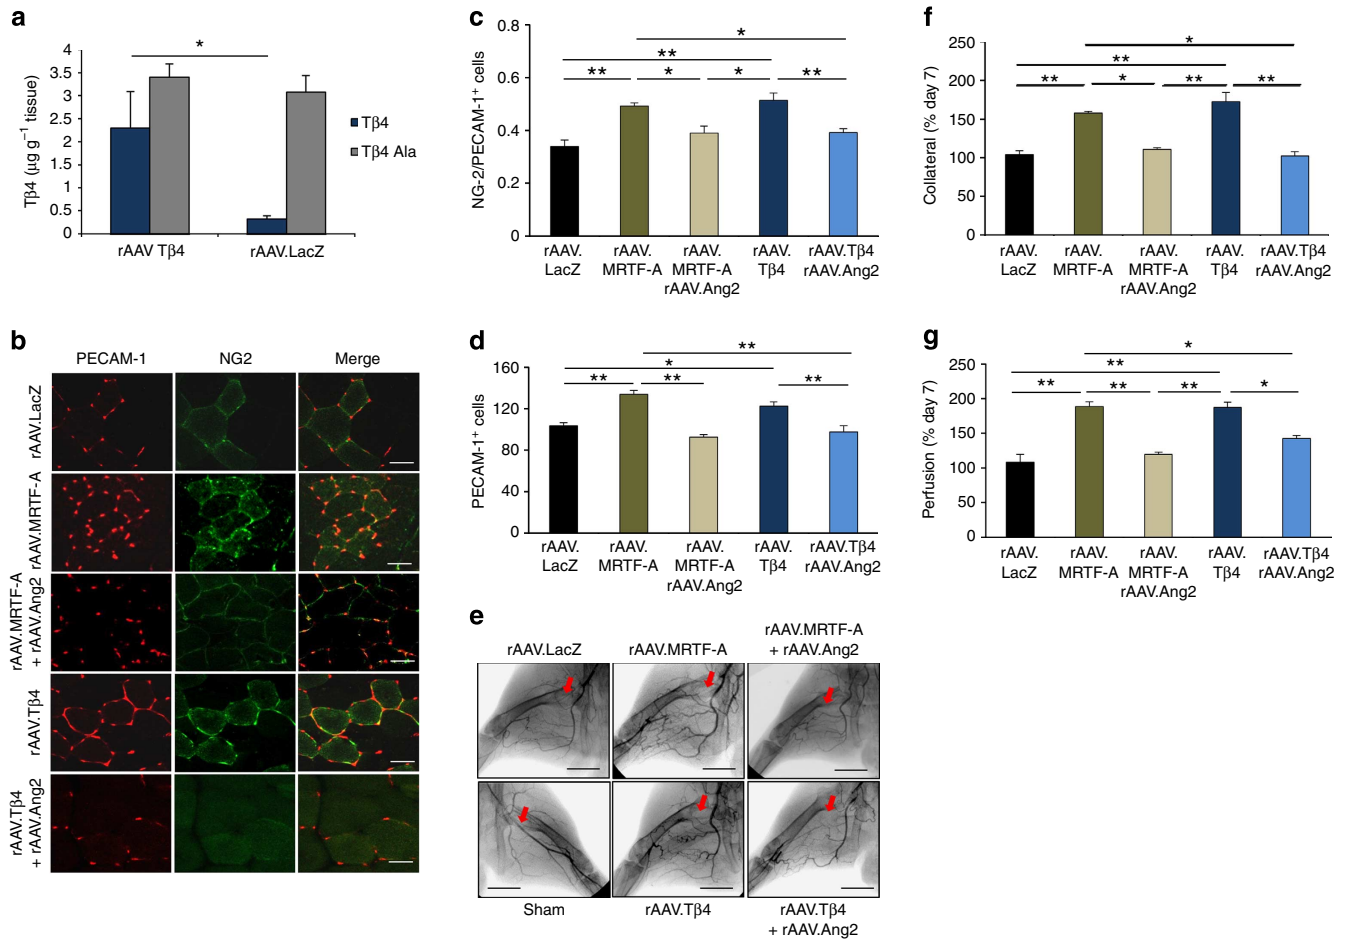 a
Tβ4 (μg g⁻¹ tissue)
4
3.5
3
2.5
2
1.5
1
0.5
0
*
Tβ4
Tβ4 Ala
rAAV Tβ4
rAAV.LacZ
b
PECAM-1
NG2
Merge
rAAV.LacZ
rAAV.MRTF-A
rAAV.MRTF-A
+ rAAV.Ang2
rAAV.Tβ4
rAAV.Tβ4
+ rAAV.Ang2
c
NG-2/PECAM-1⁺ cells
0.8
0.6
0.4
0.2
0
*
**
** * * **
rAAV.
LacZ
rAAV.
MRTF-A
rAAV.
MRTF-A
rAAV.Ang2
rAAV.
Tβ4
rAAV.Tβ4
rAAV.Ang2
d
PECAM-1⁺ cells
160
120
80
40
0
**
*
** ** **
rAAV.
LacZ
rAAV.
MRTF-A
rAAV.
MRTF-A
rAAV.Ang2
rAAV.
Tβ4
rAAV.Tβ4
rAAV.Ang2
e
rAAV.LacZ
rAAV.MRTF-A
rAAV.MRTF-A
+ rAAV.Ang2
Sham
rAAV.Tβ4
rAAV.Tβ4
+ rAAV.Ang2
f
Collateral (% day 7)
250
200
150
100
50
0
*
**
** * ** **
rAAV.
LacZ
rAAV.
MRTF-A
rAAV.
MRTF-A
rAAV.Ang2
rAAV.
Tβ4
rAAV.Tβ4
rAAV.Ang2
g
Perfusion (% day 7)
250
200
150
100
50
0
*
**
** ** ** *
rAAV.
LacZ
rAAV.
MRTF-A
rAAV.
MRTF-A
rAAV.Ang2
rAAV.
Tβ4
rAAV.Tβ4
rAAV.Ang2